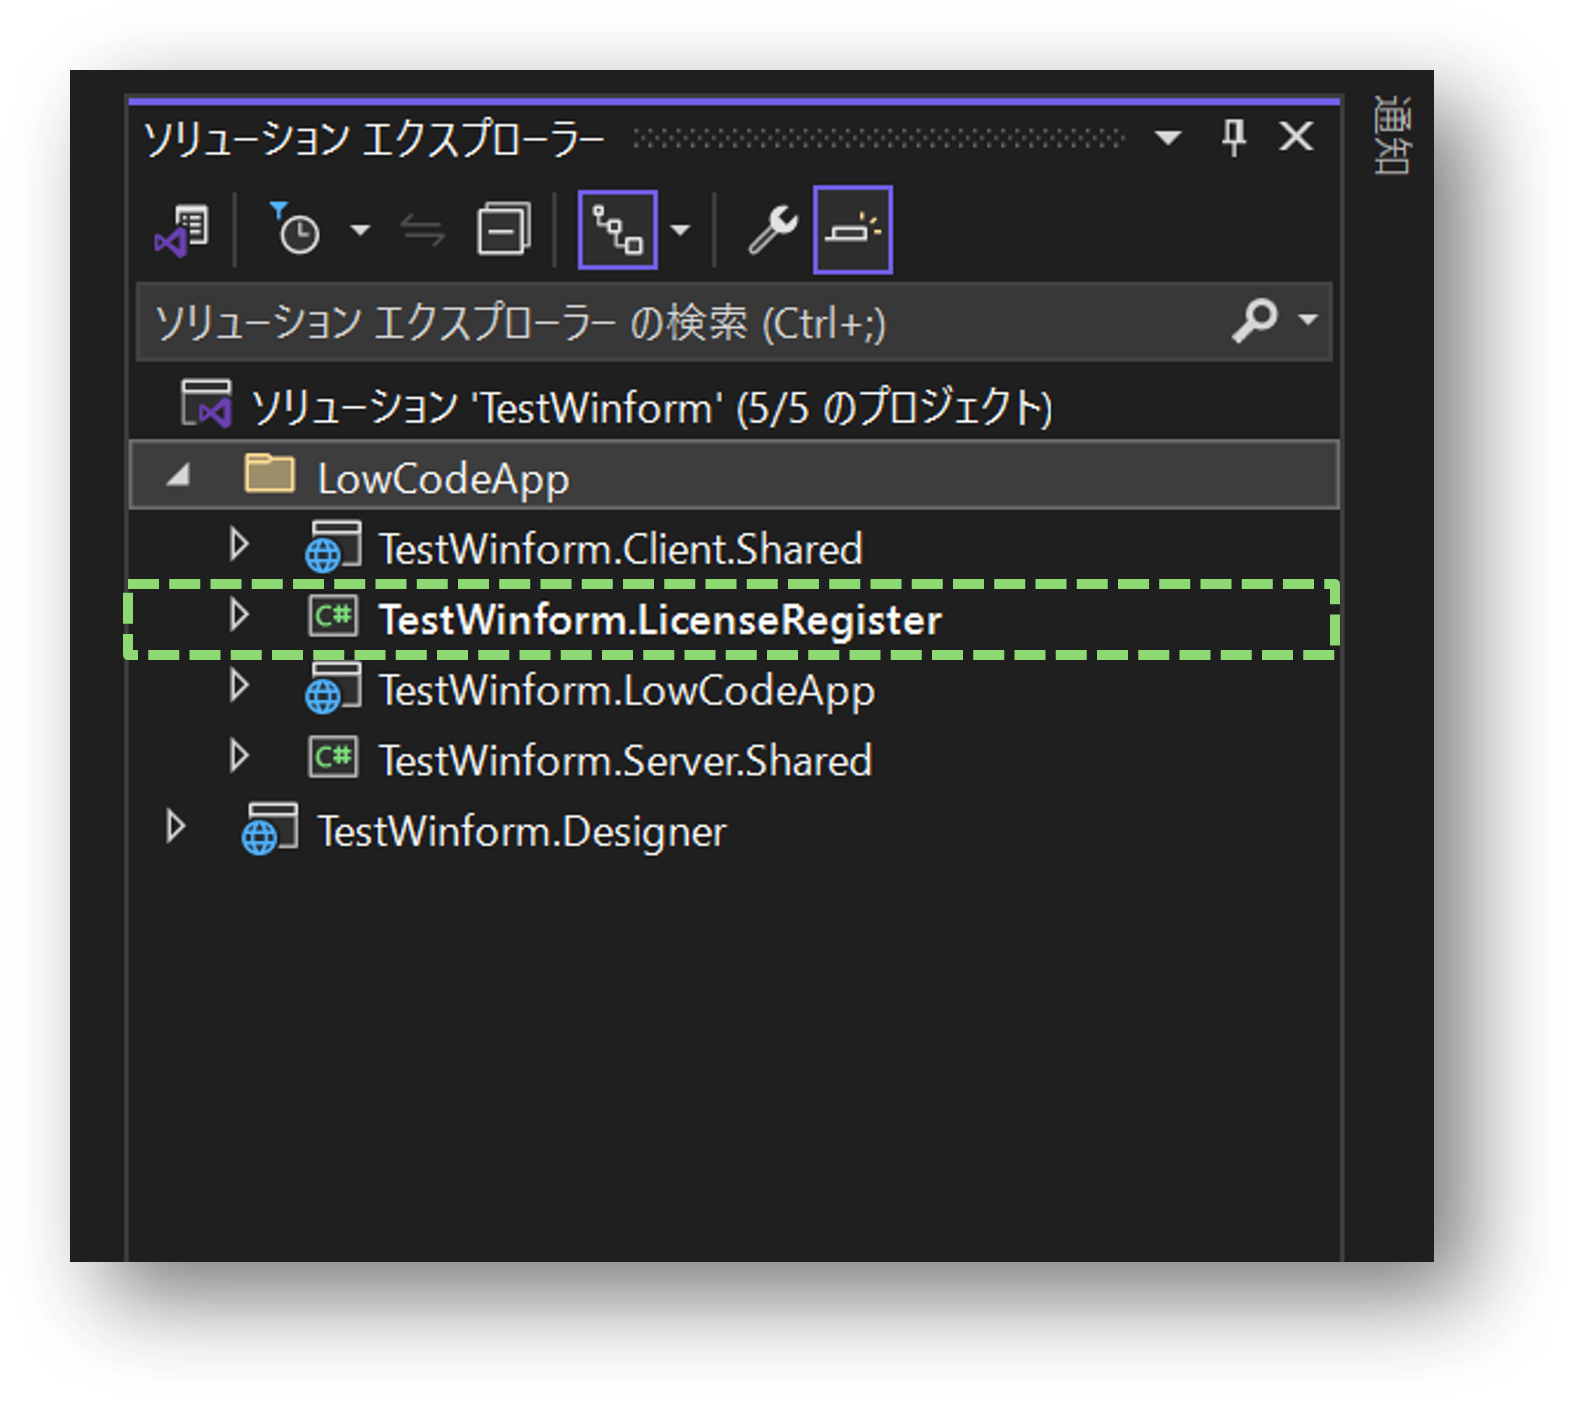 ソリューション エクスプローラー
通知
ソリューション エクスプローラー の検索 (Ctrl+;)
ソリューション 'TestWinform' (5/5 のプロジェクト)
LowCodeApp
TestWinform.Client.Shared
C# TestWinform.LicenseRegister
TestWinform.LowCodeApp
C# TestWinform.Server.Shared
TestWinform.Designer